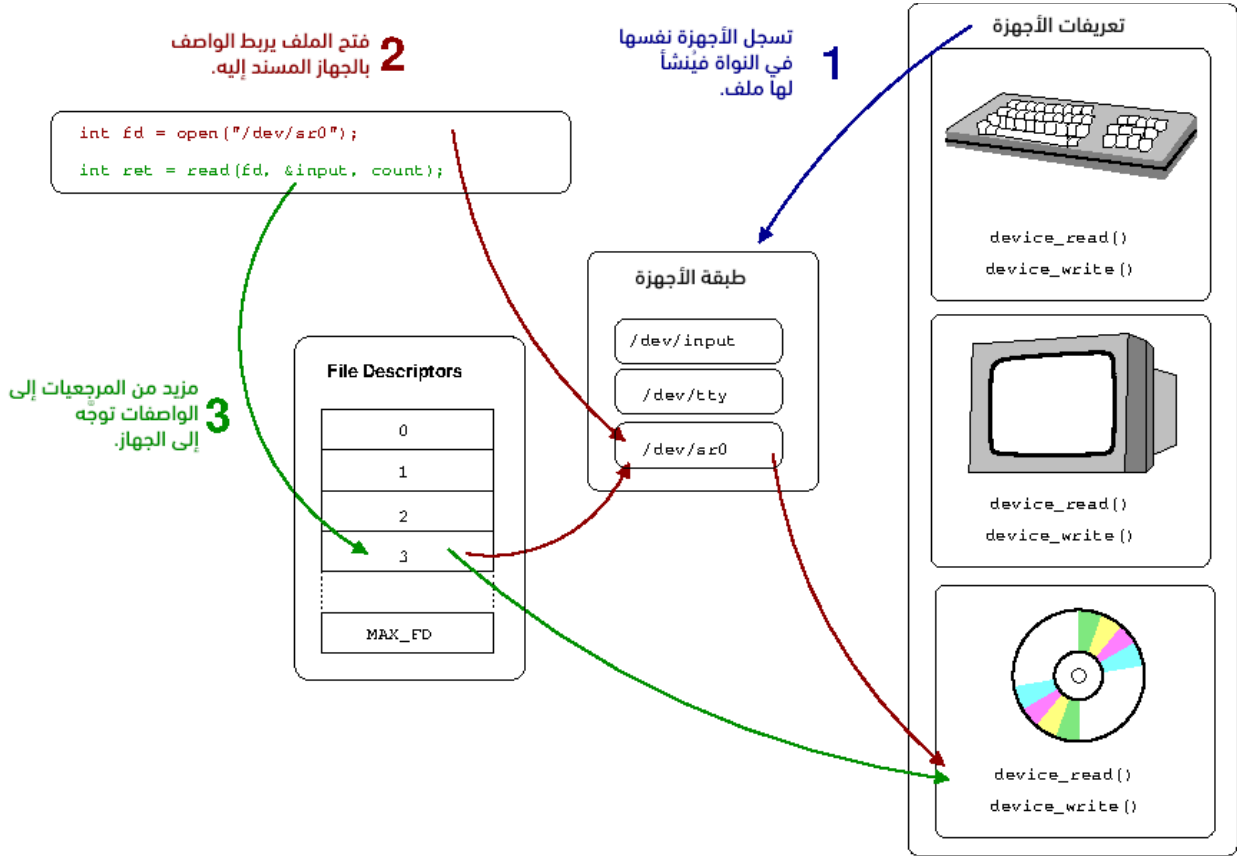 تعريفات الأجهزة
1
تسجل الأجهزة نفسها
في النواة فيُنشأ
لها ملف.
2
فتح الملف يربط الواصف
بالجهاز المسند إليه.
int fd = open("/dev/sr0");
int ret = read(fd, &input, count);
device_read()
device_write()
طبقة الأجهزة
/dev/input
/dev/tty
/dev/sr0
File Descriptors
0
1
2
3
MAX_FD
3
مزيد من المرجعيات إلى
الواصفات توجَّه
إلى الجهاز.
device_read()
device_write()
device_read()
device_write()